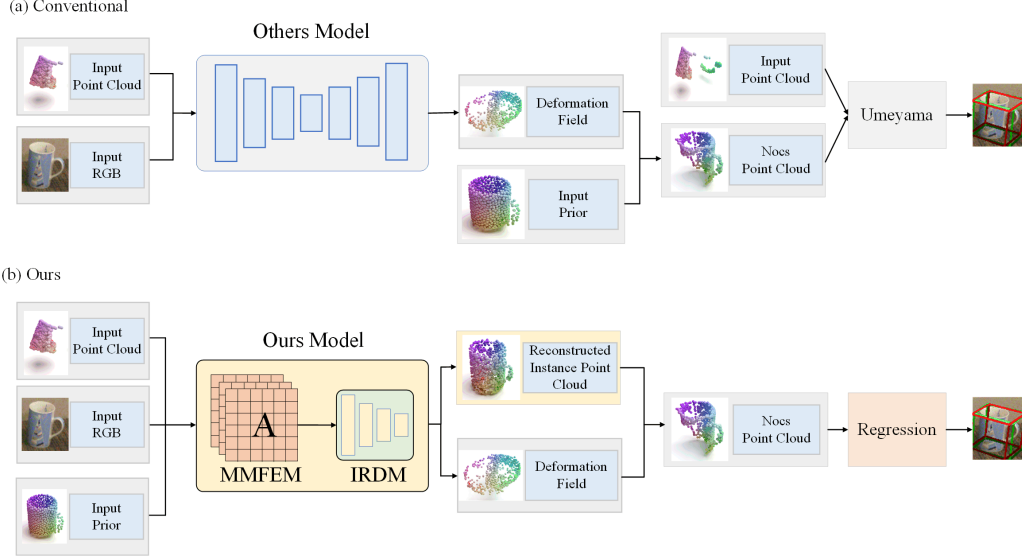 (a) Conventional
Others Model
Input
Point Cloud
Input
RGB
Deformation
Field
Input
Prior
Input
Point Cloud
Nocs
Point Cloud
Umeyama
(b) Ours
Ours Model
Input
Point Cloud
Input
RGB
Input
Prior
A
MMFEM
IRDM
Reconstructed
Instance Point
Cloud
Deformation
Field
Nocs
Point Cloud
Regression